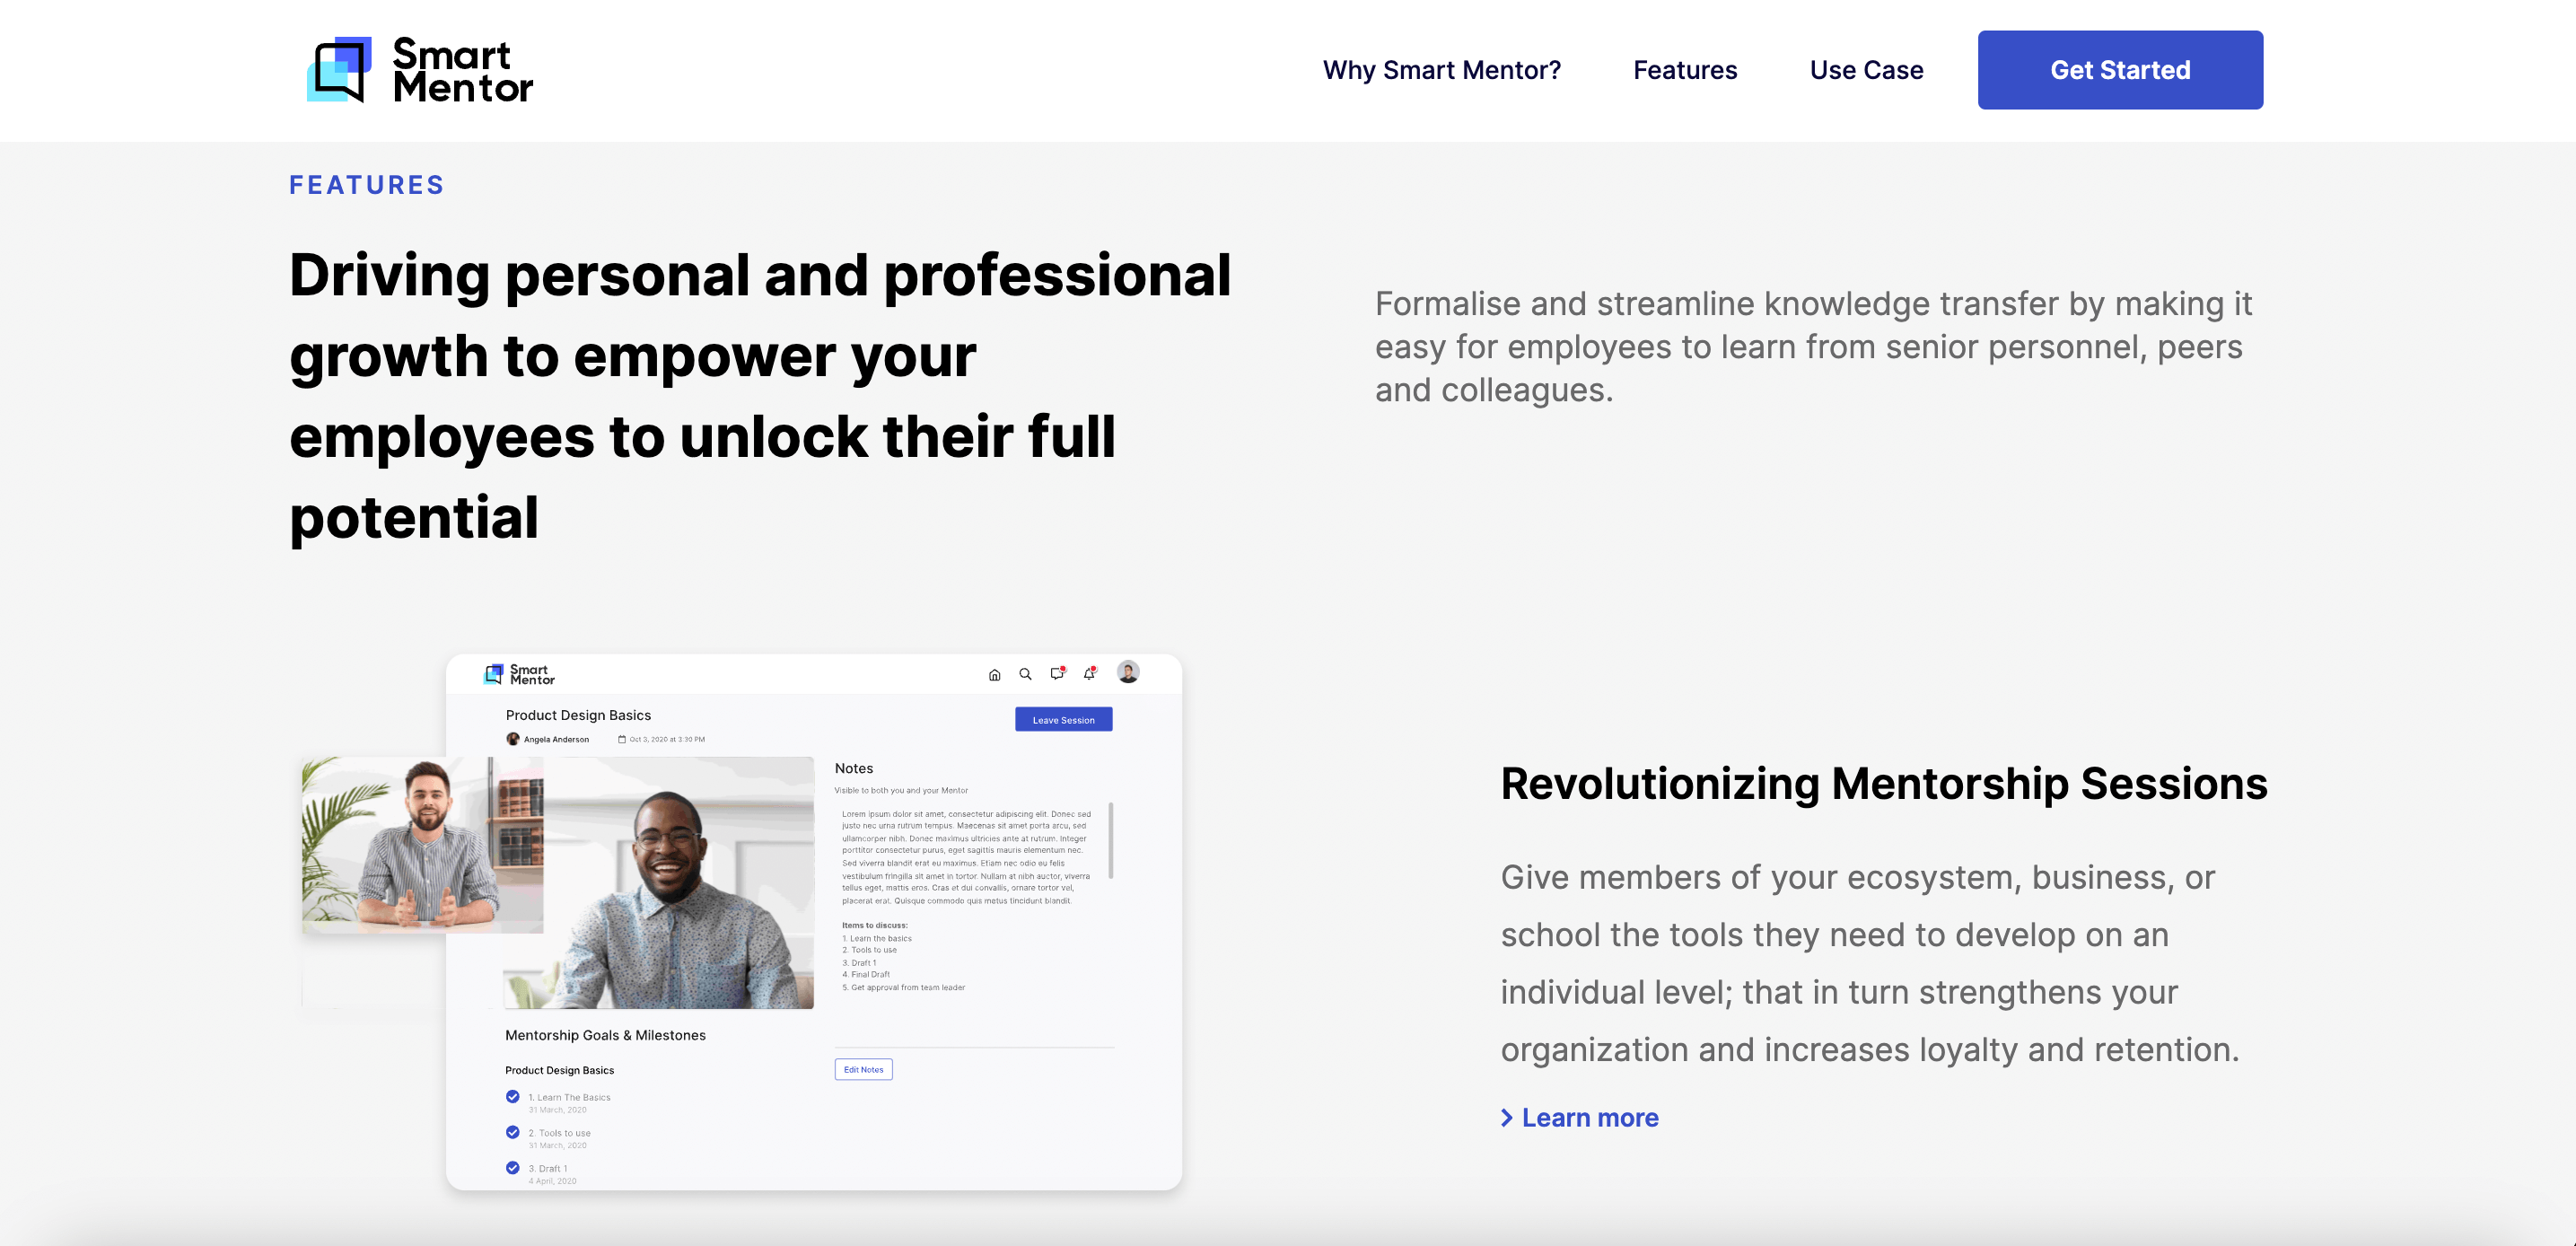 Smart
Mentor
Why Smart Mentor?
Features
Use Case
Get Started
FEATURES
Driving personal and professional
growth to empower your
employees to unlock their full
potential
Formalise and streamline knowledge transfer by making it
easy for employees to learn from senior personnel, peers
and colleagues.
Smart
Mentor
Product Design Basics
Leave Session
Angela Anderson
Oct 3, 2020 at 3:30 PM
Notes
Visible to both you and your Mentor
Lorem ipsum dolor sit amet, consectetur adipiscing elit. Donec sed
justo nec urna rutrum tempus. Maecenas sit amet porta arcu, sed
ullamcorper nibh. Donec maximus ultricies ante at rutrum. Integer
porttitor consectetur purus, eget sagittis mauris elementum nec.
Sed viverra blandit erat eu maximus. Etiam nec odio eu felis
vestibulum fringilla sit amet in tortor. Nullam at nibh auctor, viverra
tellus eget, mattis eros. Cras et dui convallis, ornare tortor vel,
placerat erat. Quisque commodo quis metus tincidunt blandit.
Items to discuss:
1. Learn the basics
2. Tools to use
3. Draft 1
4. Final Draft
5. Get approval from team leader
Edit Notes
Mentorship Goals & Milestones
Product Design Basics
1. Learn The Basics
31 March, 2020
2. Tools to use
31 March, 2020
3. Draft 1
4 April, 2020
Revolutionizing Mentorship Sessions
Give members of your ecosystem, business, or
school the tools they need to develop on an
individual level; that in turn strengthens your
organization and increases loyalty and retention.
Learn more